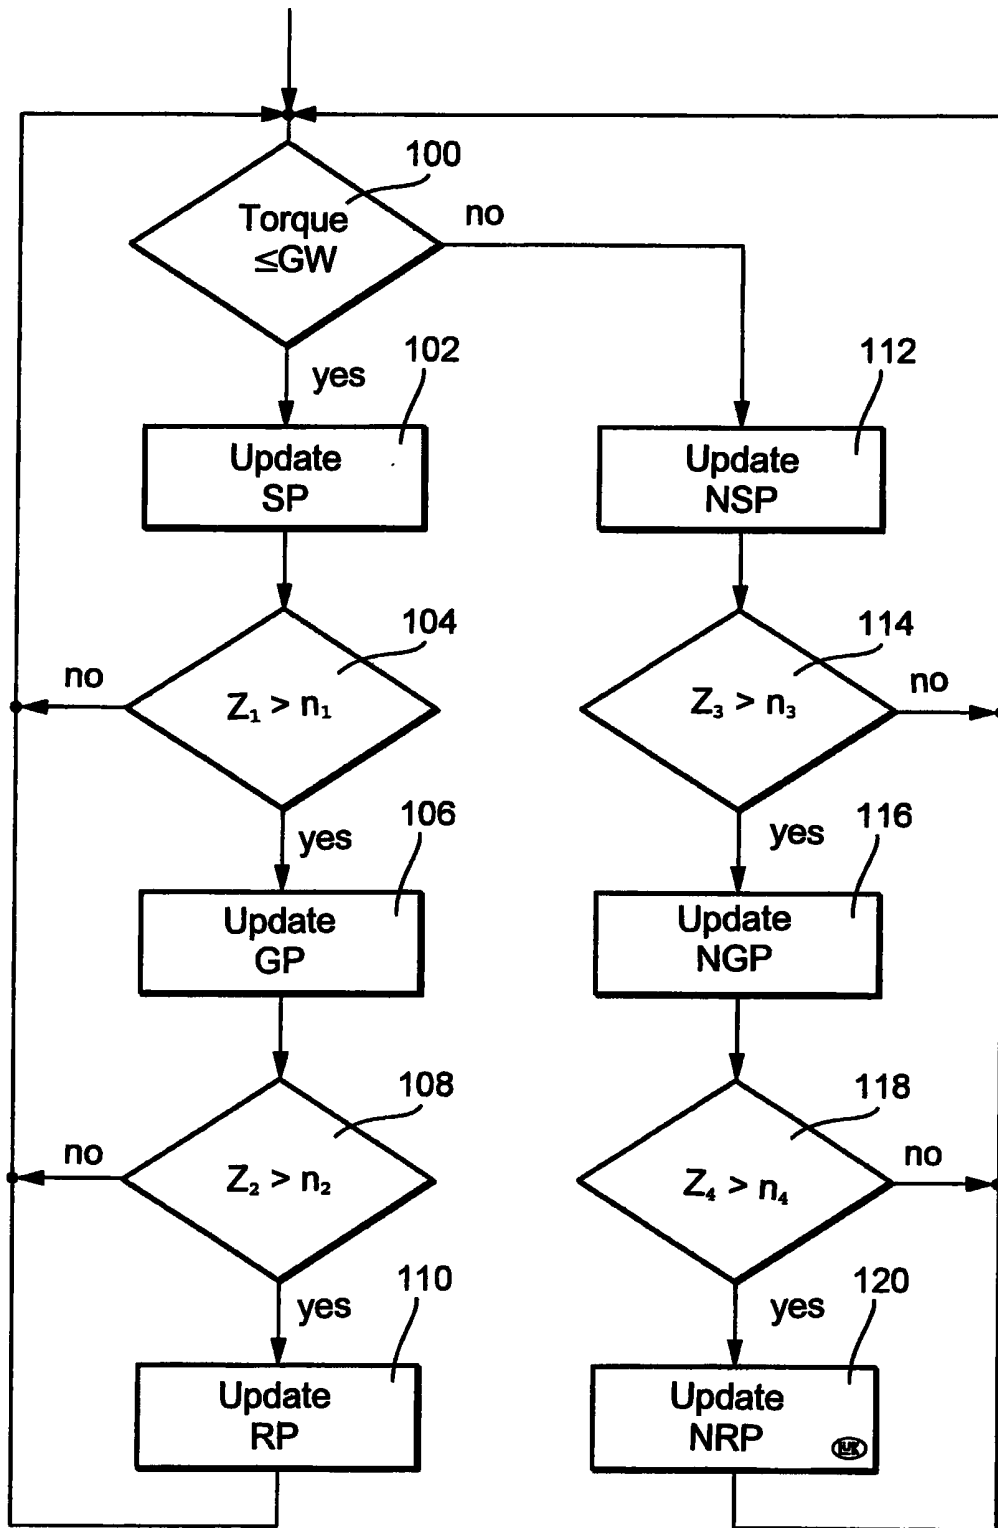 100
Torque
≤GW
no
yes
102
Update
SP
112
Update
NSP
104
no
Z₁ > n₁
yes
114
Z₃ > n₃
no
yes
106
Update
GP
116
Update
NGP
108
no
Z₂ > n₂
yes
118
Z₄ > n₄
no
yes
110
Update
RP
120
Update
NRP